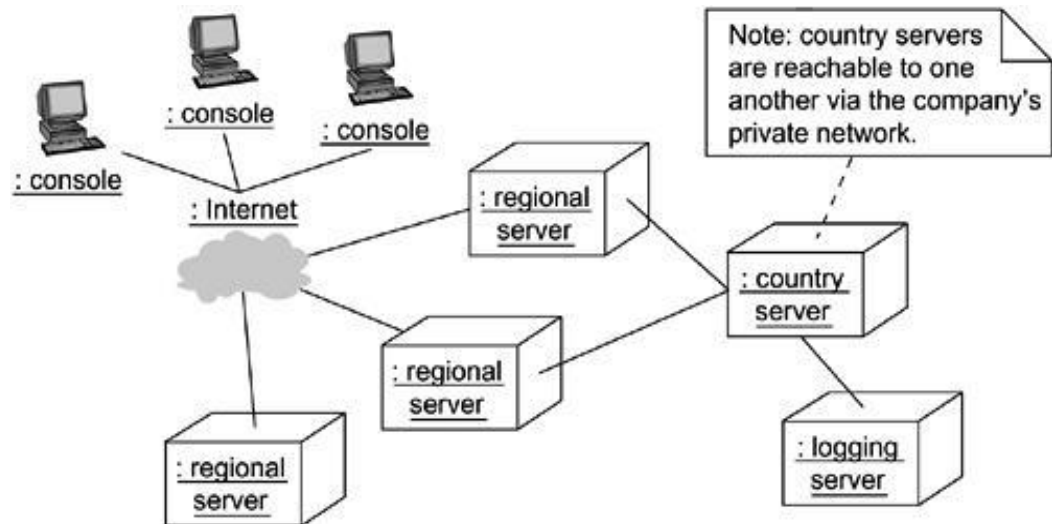 : console
: console
: console
: Internet
Note: country servers
are reachable to one
another via the company's
private network.
: regional
server
: country
server
: regional
server
: regional
server
: logging
server